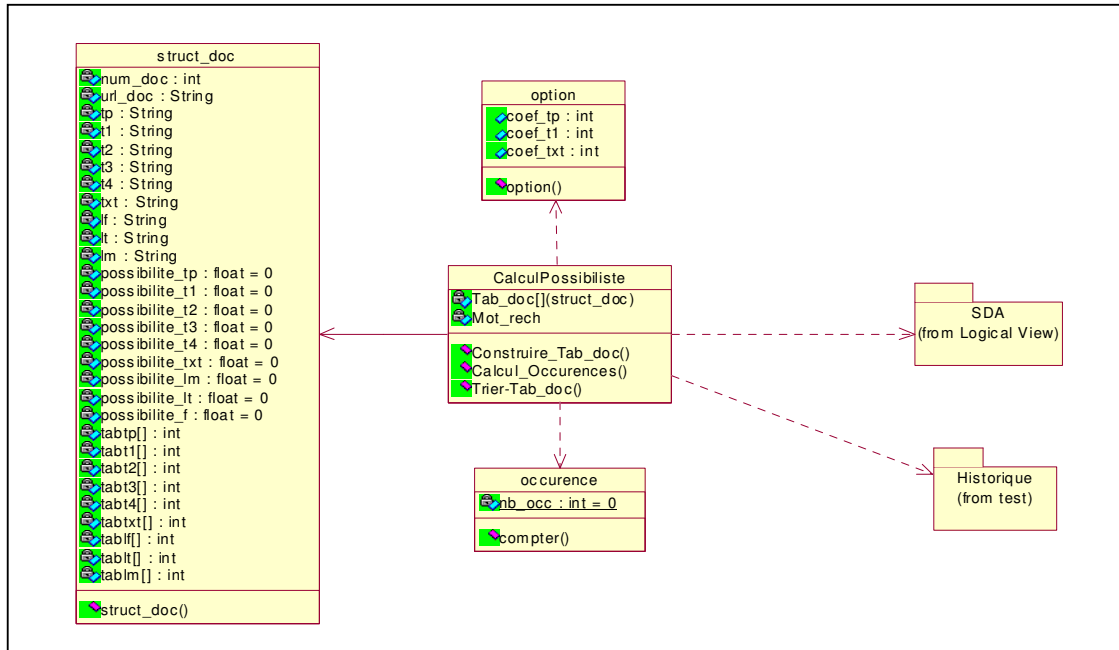 struct_doc
num_doc : int
url_doc : String
tp : String
t1 : String
t2 : String
t3 : String
t4 : String
txt : String
lf : String
lt : String
lm : String
possibilite_tp : float = 0
possibilite_t1 : float = 0
possibilite_t2 : float = 0
possibilite_t3 : float = 0
possibilite_t4 : float = 0
possibilite_txt : float = 0
possibilite_lm : float = 0
possibilite_lt : float = 0
possibilite_f : float = 0
tabtp[] : int
tabt1[] : int
tabt2[] : int
tabt3[] : int
tabt4[] : int
tabtxt[] : int
tablf[] : int
tablt[] : int
tablm[] : int
struct_doc()
option
coef_tp : int
coef_t1 : int
coef_txt : int
option()
CalculPossibiliste
Tab_doc[](struct_doc)
Mot_rech
Construire_Tab_doc()
Calcul_Occurences()
Trier-Tab_doc()
occurence
nb_occ : int = 0
compter()
SDA
(from Logical View)
Historique
(from test)